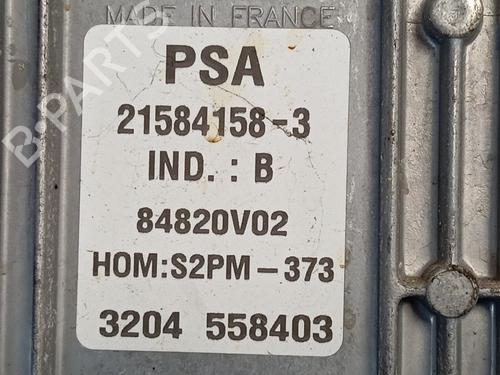 MADE IN FRANCE
PSA
21584158-3
IND. : B
84820V02
HOM:S2PM-373
3204 558403
B-PARTS